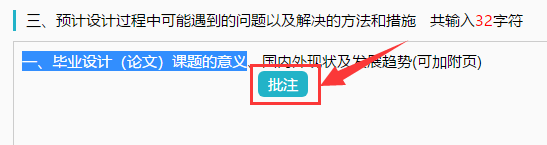 三、预计设计过程中可能遇到的问题以及解决的方法和措施 共输入32字符
一、毕业设计（论文）课题的意义、国内外现状及发展趋势(可加附页)
批注